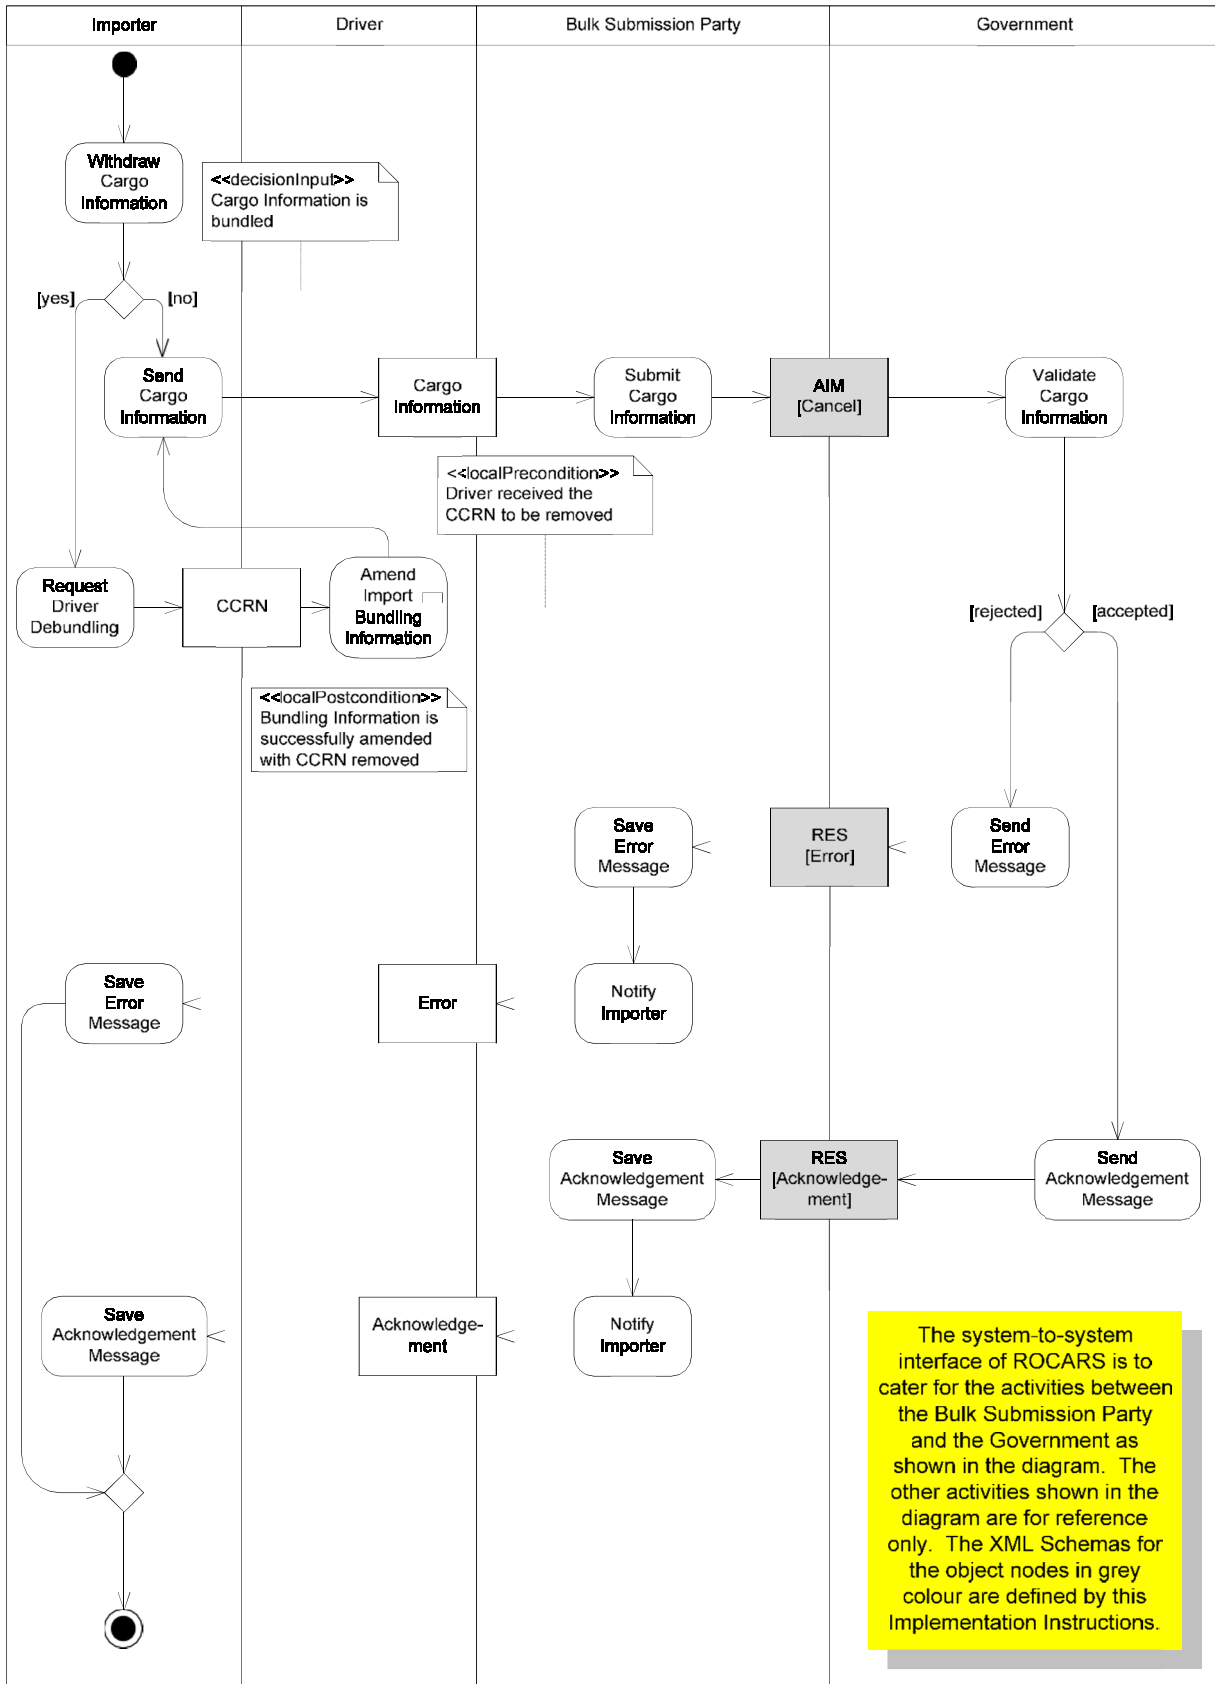 Importer
Driver
Bulk Submission Party
Government
Withdraw
Cargo
Information
<<decisionInput>>
Cargo Information is
bundled
[yes]
[no]
Send
Cargo
Information
Cargo
Information
Submit
Cargo
Information
AIM
[Cancel]
Validate
Cargo
Information
<<localPrecondition>>
Driver received the
CCRN to be removed
Request
Driver
Debundling
CCRN
Amend
Import
Bundling
Information
[rejected]
[accepted]
<<localPostcondition>>
Bundling Information is
successfully amended
with CCRN removed
Save
Error
Message
RES
[Error]
Send
Error
Message
Save
Error
Message
Error
Notify
Importer
Save
Acknowledgement
Message
RES
[Acknowledge-
ment]
Send
Acknowledgement
Message
Save
Acknowledgement
Message
Acknowledge-
ment
Notify
Importer
The system-to-system
interface of ROCARS is to
cater for the activities between
the Bulk Submission Party
and the Government as
shown in the diagram.  The
other activities shown in the
diagram are for reference
only.  The XML Schemas for
the object nodes in grey
colour are defined by this
Implementation Instructions.